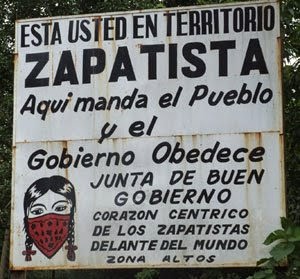 ESTA USTED EN TERRITORIO
ZAPATISTA
Aqui manda el Pueblo
y el
Gobierno Obedece
JUNTA DE BUEN
GOBIERNO
CORAZON CENTRICO
DE LOS ZAPATISTAS
DELANTE DEL MUNDO
ZONA ALTOS